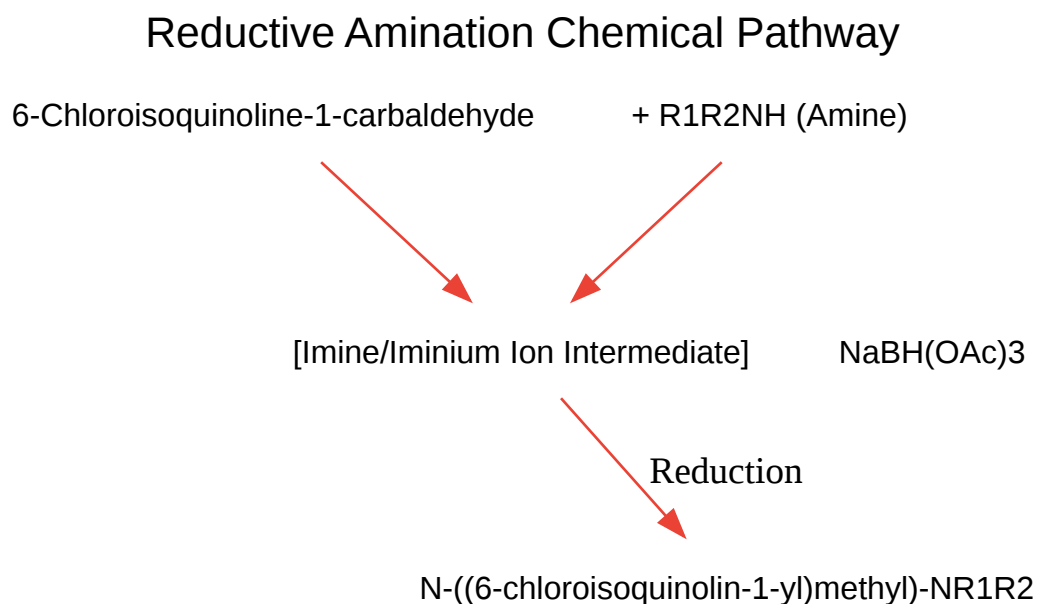 Reductive Amination Chemical Pathway
6-Chloroisoquinoline-1-carbaldehyde + R1R2NH (Amine)
[Imine/Iminium Ion Intermediate] NaBH(OAc)3
Reduction
N-((6-chloroisoquinolin-1-yl)methyl)-NR1R2